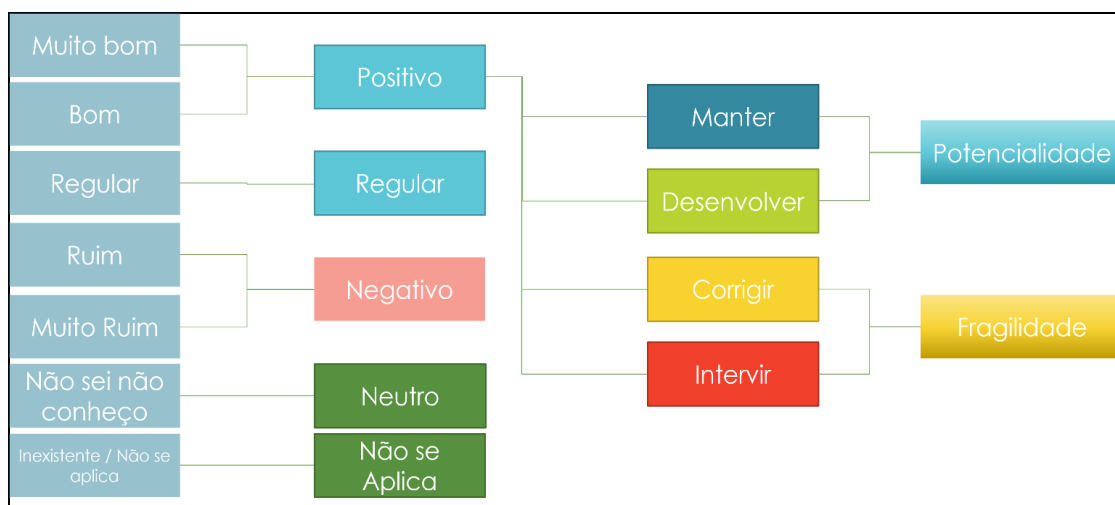 Muito bom
Bom
Regular
Ruim
Muito Ruim
Não sei não
conheço
Inexistente / Não se
aplica
Positivo
Regular
Negativo
Neutro
Não se
Aplica
Manter
Desenvolver
Corrigir
Intervir
Potencialidade
Fragilidade